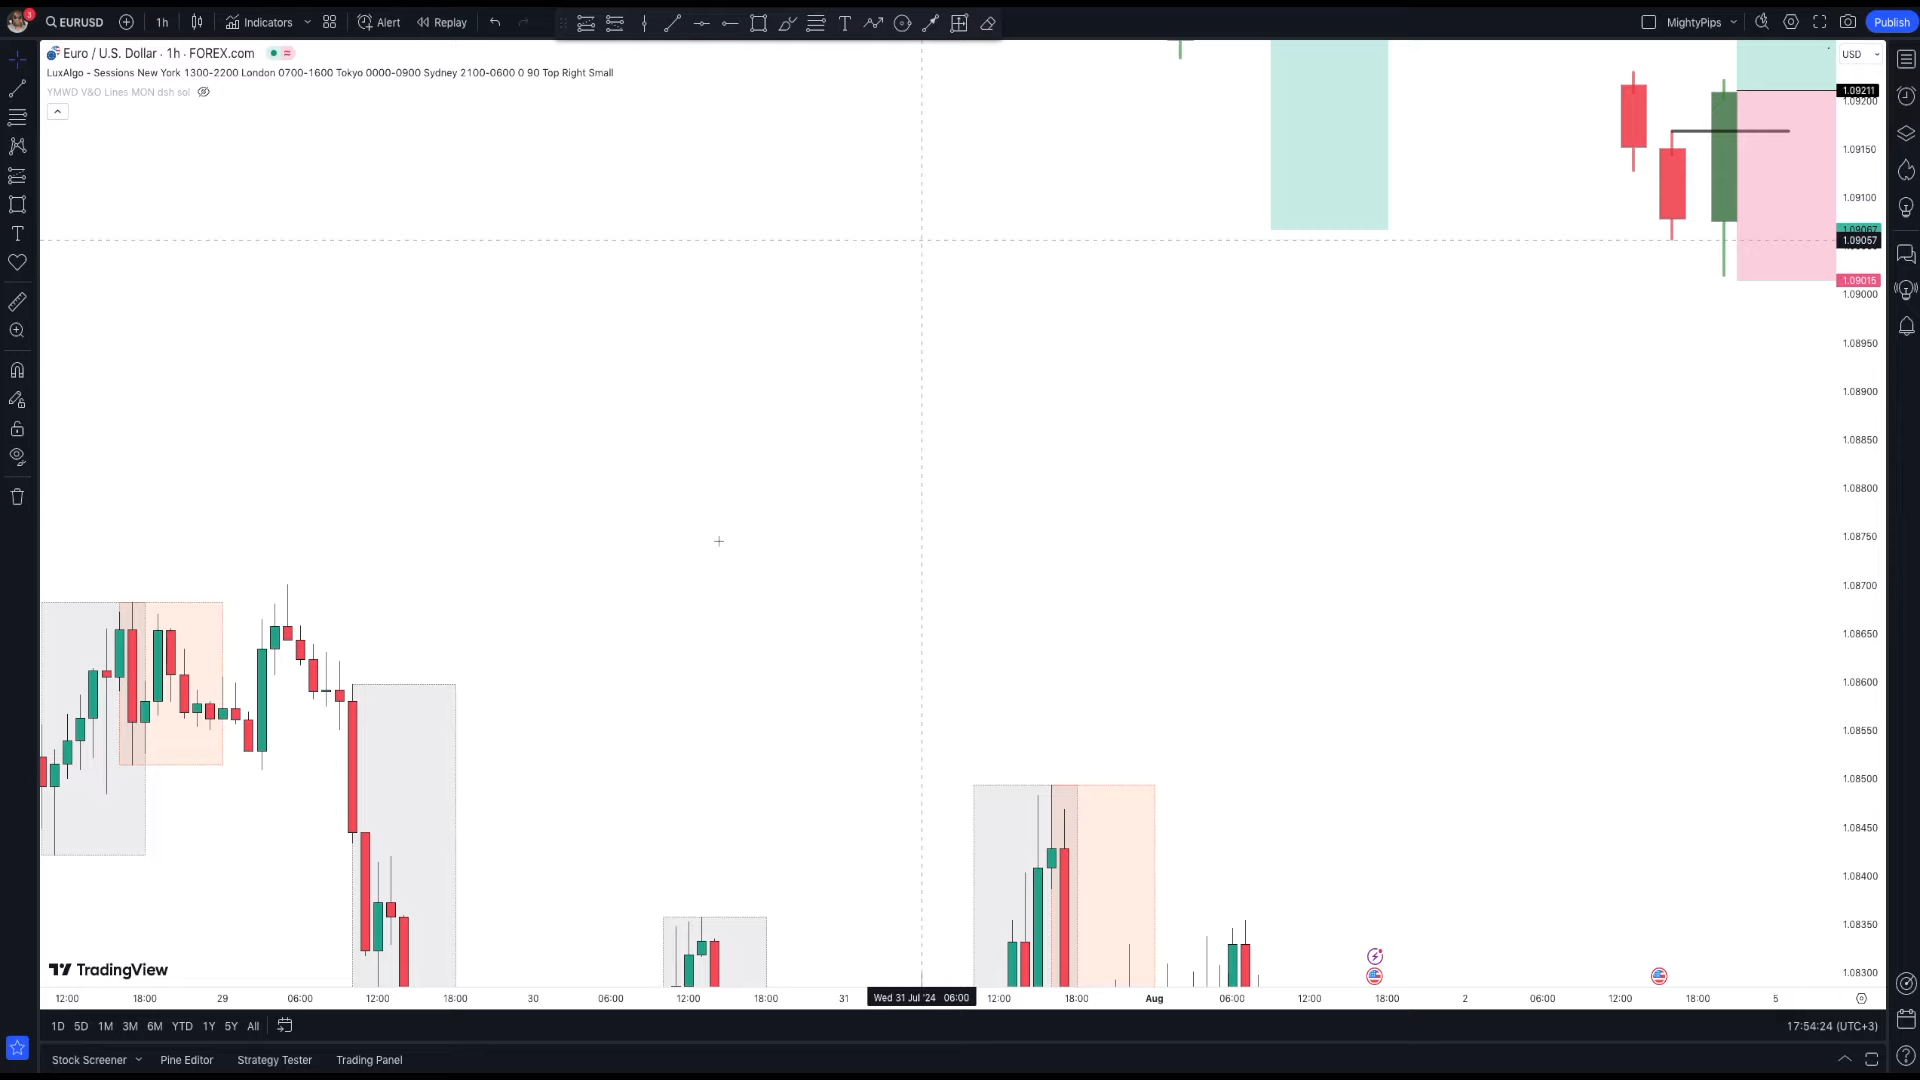 3
EURUSD
1h
Indicators
Alert
Replay
MightyPips
Publish
Euro / U.S. Dollar · 1h · FOREX.com
LuxAlgo - Sessions New York 1300-2200 London 0700-1600 Tokyo 0000-0900 Sydney 2100-0600 0 90 Top Right Small
YMWD V&O Lines MON dsh sol
USD
1.09211
1.09200
1.09150
1.09100
1.09067
1.09057
1.09015
1.09000
1.08950
1.08900
1.08850
1.08800
1.08750
1.08700
1.08650
1.08600
1.08550
1.08500
1.08450
1.08400
1.08350
1.08300
TradingView
12:00 18:00 29 06:00 12:00 18:00 30 06:00 12:00 18:00 31 Wed 31 Jul '24 06:00 12:00 18:00 Aug 06:00 12:00 18:00 2 06:00 12:00 18:00 5
1D 5D 1M 3M 6M YTD 1Y 5Y All
17:54:24 (UTC+3)
Stock Screener Pine Editor Strategy Tester Trading Panel